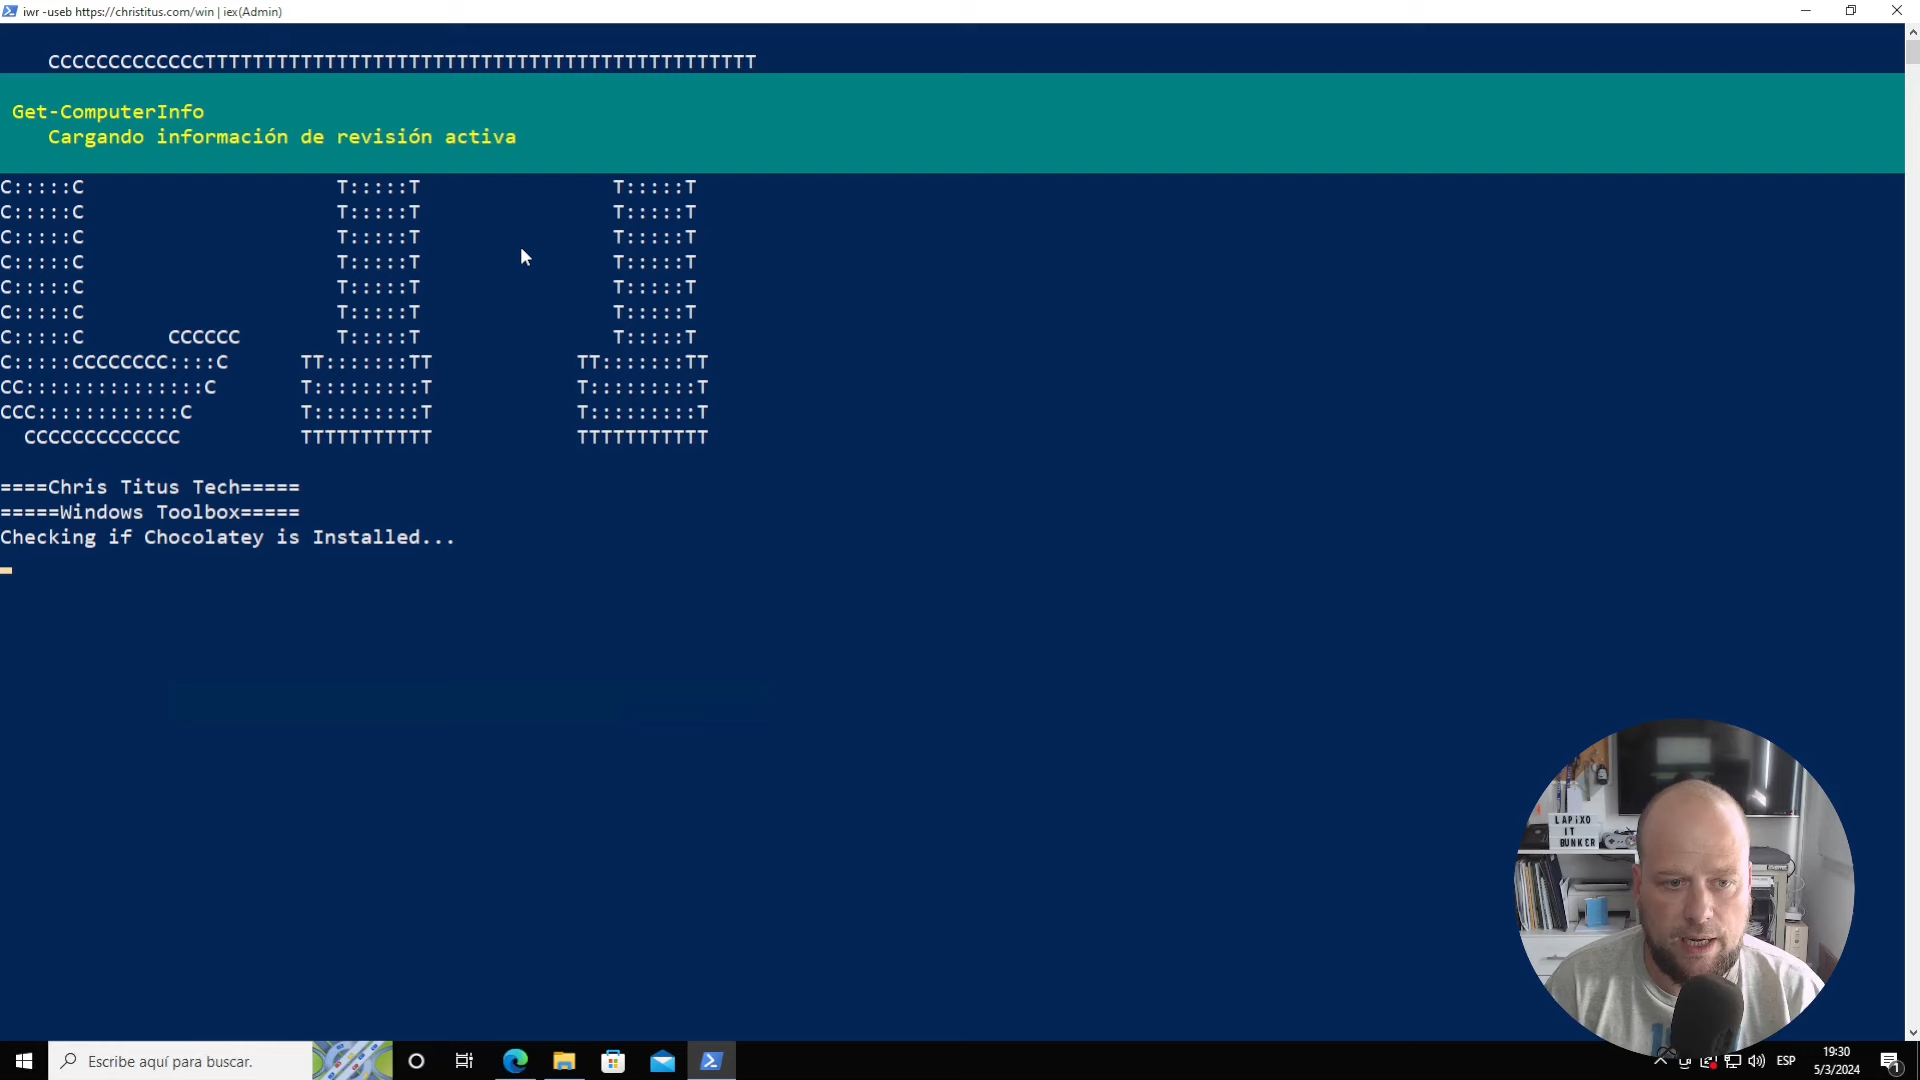 iwr -useb https://christitus.com/win | iex(Admin)
CCCCCCCCCCCCCTTTTTTTTTTTTTTTTTTTTTTTTTTTTTTTTTTTTTTTTTTTTTT
Get-ComputerInfo
Cargando información de revisión activa
C:::::C                     T:::::T                T:::::T
C:::::C                     T:::::T                T:::::T
C:::::C                     T:::::T                T:::::T
C:::::C                     T:::::T                T:::::T
C:::::C                     T:::::T                T:::::T
C:::::C                     T:::::T                T:::::T
C:::::C       CCCCCC        T:::::T                T:::::T
C:::::CCCCCCCC::::C      TT:::::::TT            TT:::::::TT
CC:::::::::::::::C       T:::::::::T            T:::::::::T
CCC::::::::::::C         T:::::::::T            T:::::::::T
  CCCCCCCCCCCCC          TTTTTTTTTTT            TTTTTTTTTTT
====Chris Titus Tech=====
=====Windows Toolbox=====
Checking if Chocolatey is Installed...
LAPiXO
IT
BUNKER
Escribe aquí para buscar.
ESP
19:30
5/3/2024
1